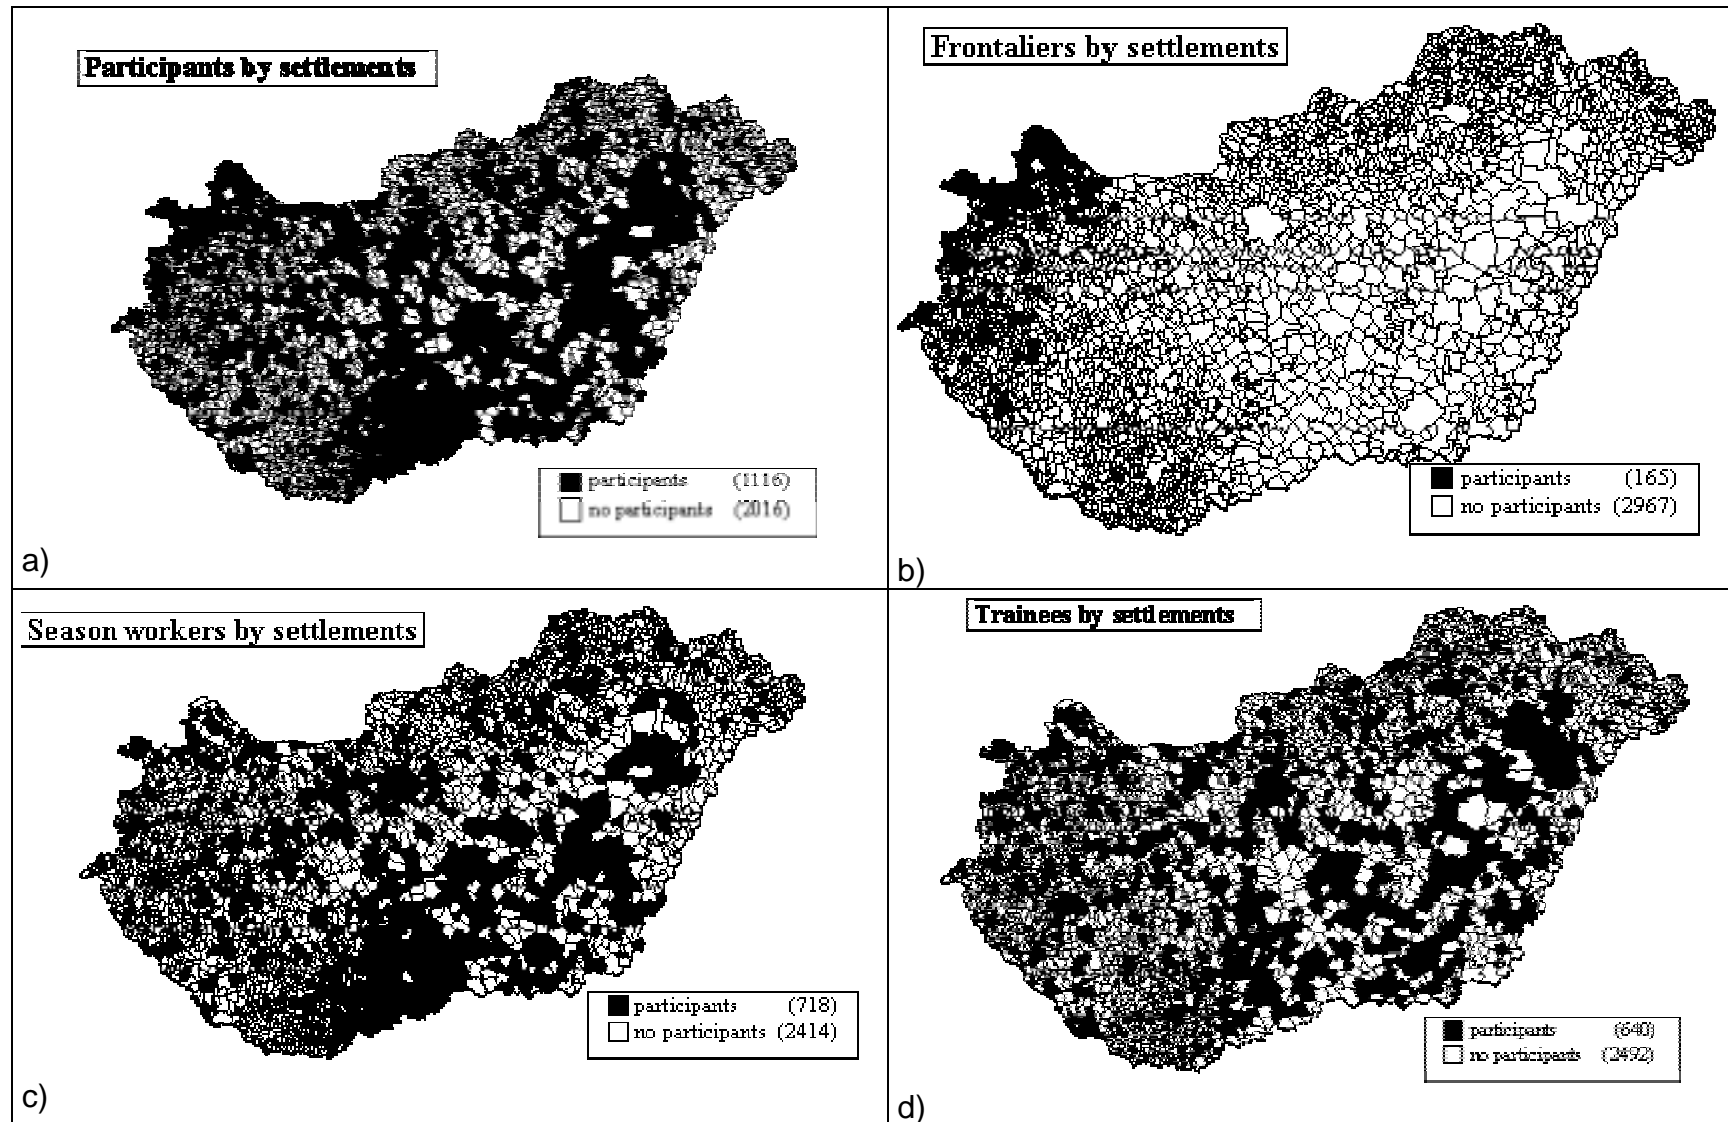 Participants by settlements
participants (1116)
no participants (2016)
a)
Frontaliers by settlements
participants (165)
no participants (2967)
b)
Season workers by settlements
participants (718)
no participants (2414)
c)
Trainees by settlements
participants (640)
no participants (2492)
d)